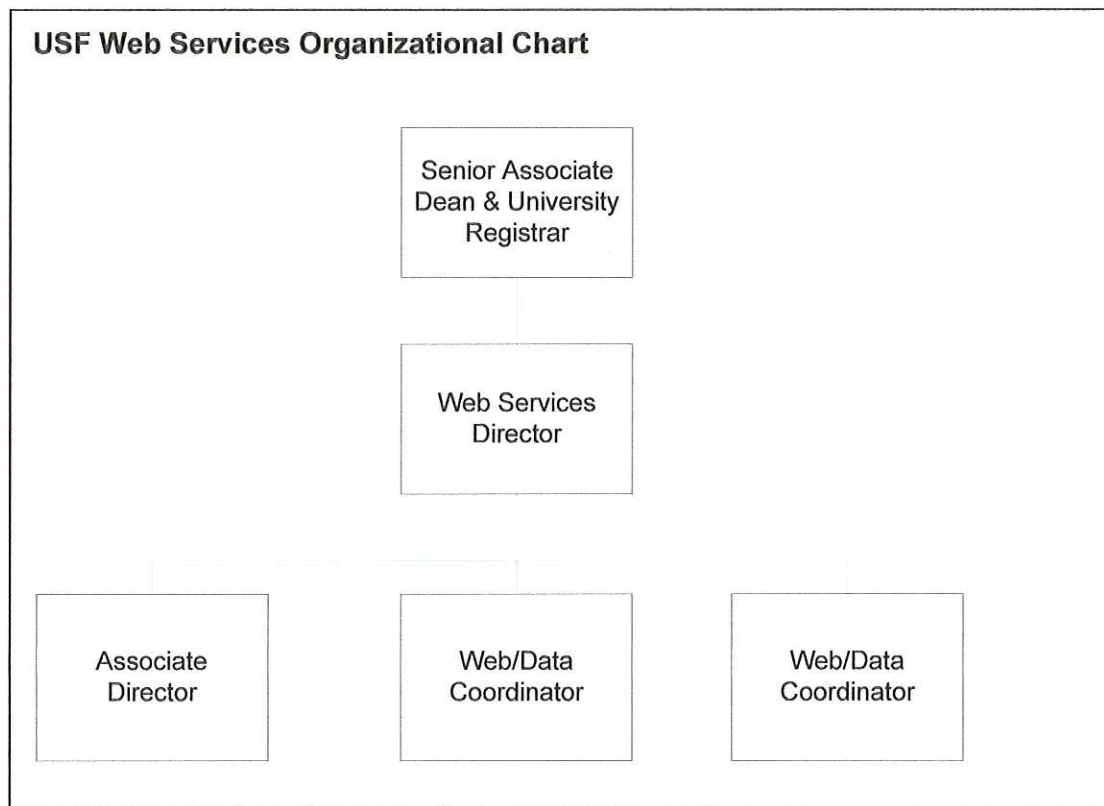 USF Web Services Organizational Chart
Senior Associate
Dean & University
Registrar
Web Services
Director
Associate
Director
Web/Data
Coordinator
Web/Data
Coordinator